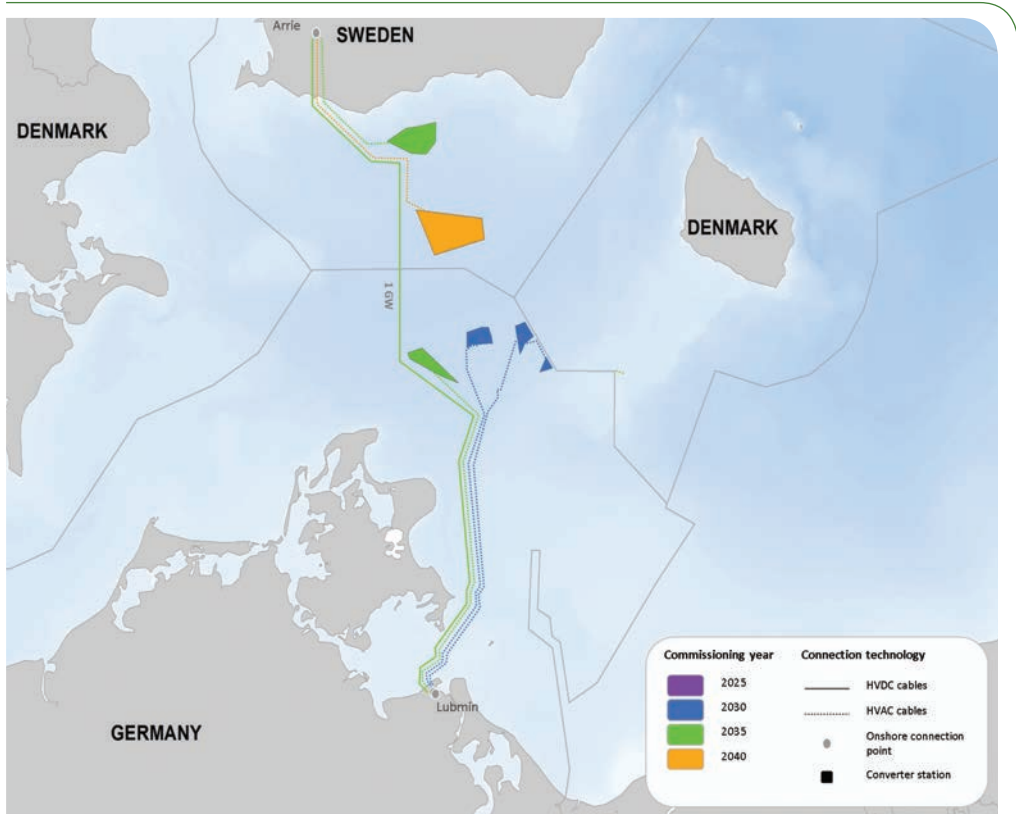 Arrie
SWEDEN
DENMARK
DENMARK
1 GW
Lubmin
GERMANY
Commissioning year
2025
2030
2035
2040
Connection technology
HVDC cables
HVAC cables
Onshore connection
point
Converter station